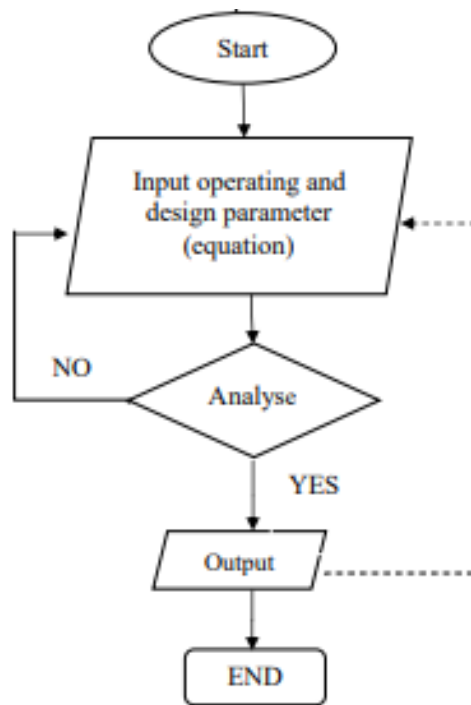 Start
Input operating and
design parameter
(equation)
NO
Analyse
YES
Output
END